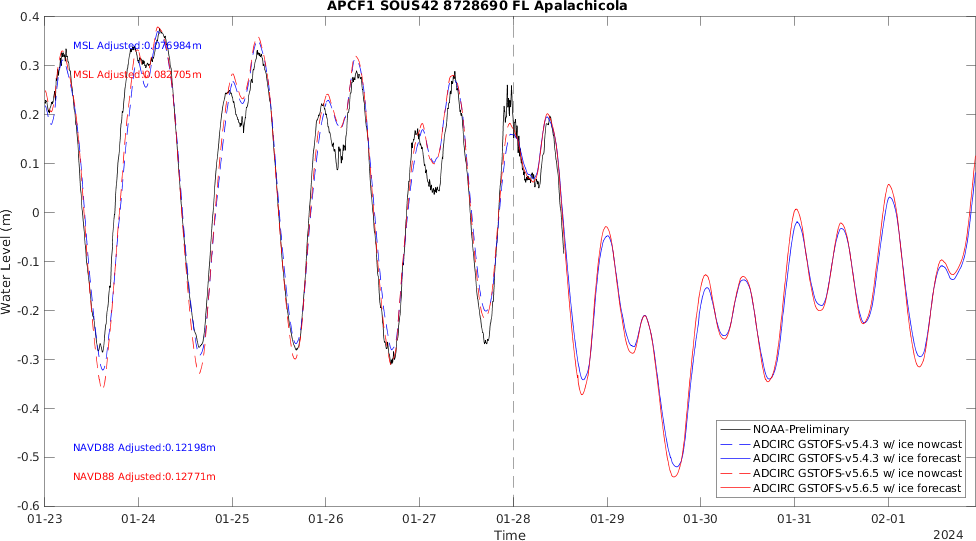 APCF1 SOUS42 8728690 FL Apalachicola
0.4
0.3
0.2
0.1
0
-0.1
-0.2
-0.3
-0.4
-0.5
-0.6
Water Level (m)
MSL Adjusted:0.076984m
MSL Adjusted:0.082705m
NAVD88 Adjusted:0.12198m
NAVD88 Adjusted:0.12771m
NOAA-Preliminary
ADCIRC GSTOFS-v5.4.3 w/ ice nowcast
ADCIRC GSTOFS-v5.4.3 w/ ice forecast
ADCIRC GSTOFS-v5.6.5 w/ ice nowcast
ADCIRC GSTOFS-v5.6.5 w/ ice forecast
01-23 01-24 01-25 01-26 01-27 01-28 01-29 01-30 01-31 02-01
Time
2024